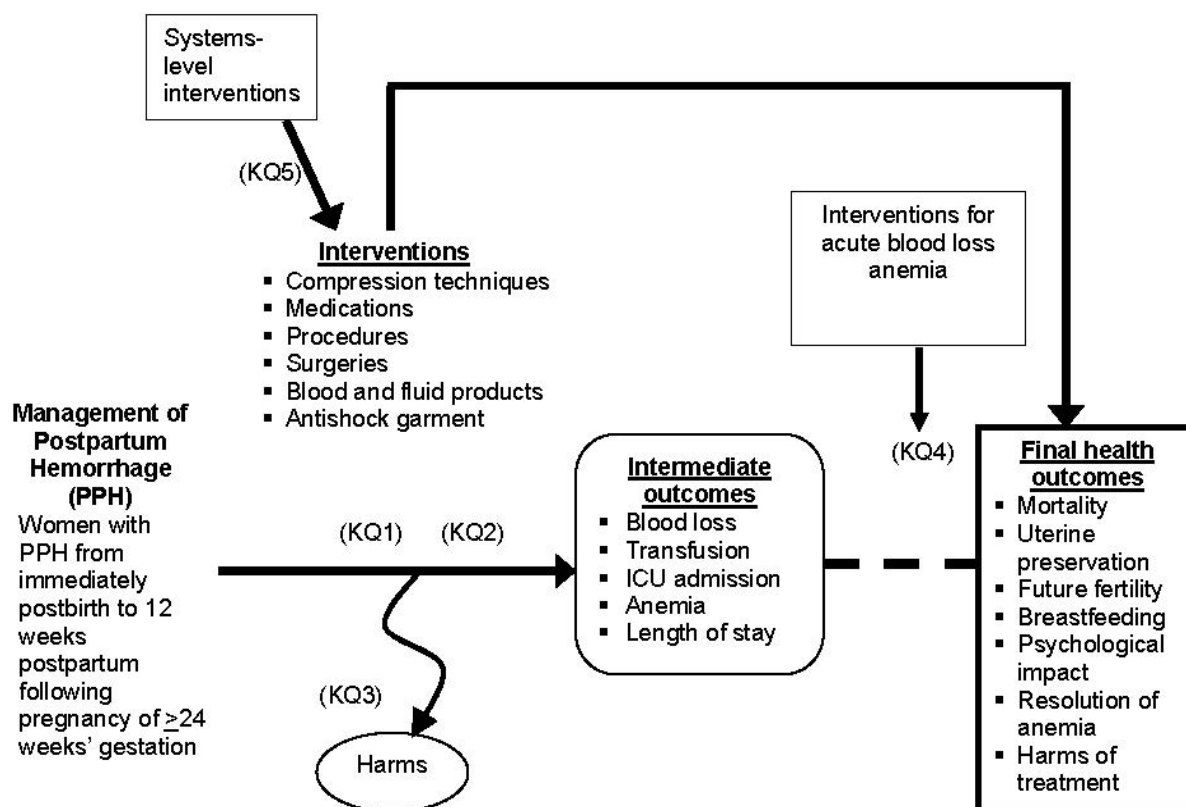 Systems-
level
interventions
(KQ5)
Interventions
▪ Compression techniques
▪ Medications
▪ Procedures
▪ Surgeries
▪ Blood and fluid products
▪ Antishock garment
Interventions for
acute blood loss
anemia
(KQ4)
Management of
Postpartum
Hemorrhage
(PPH)
Women with
PPH from
immediately
postbirth to 12
weeks
postpartum
following
pregnancy of ≥24
weeks' gestation
(KQ1) (KQ2)
(KQ3)
Harms
Intermediate
outcomes
▪ Blood loss
▪ Transfusion
▪ ICU admission
▪ Anemia
▪ Length of stay
Final health
outcomes
▪ Mortality
▪ Uterine
preservation
▪ Future fertility
▪ Breastfeeding
▪ Psychological
impact
▪ Resolution of
anemia
▪ Harms of
treatment